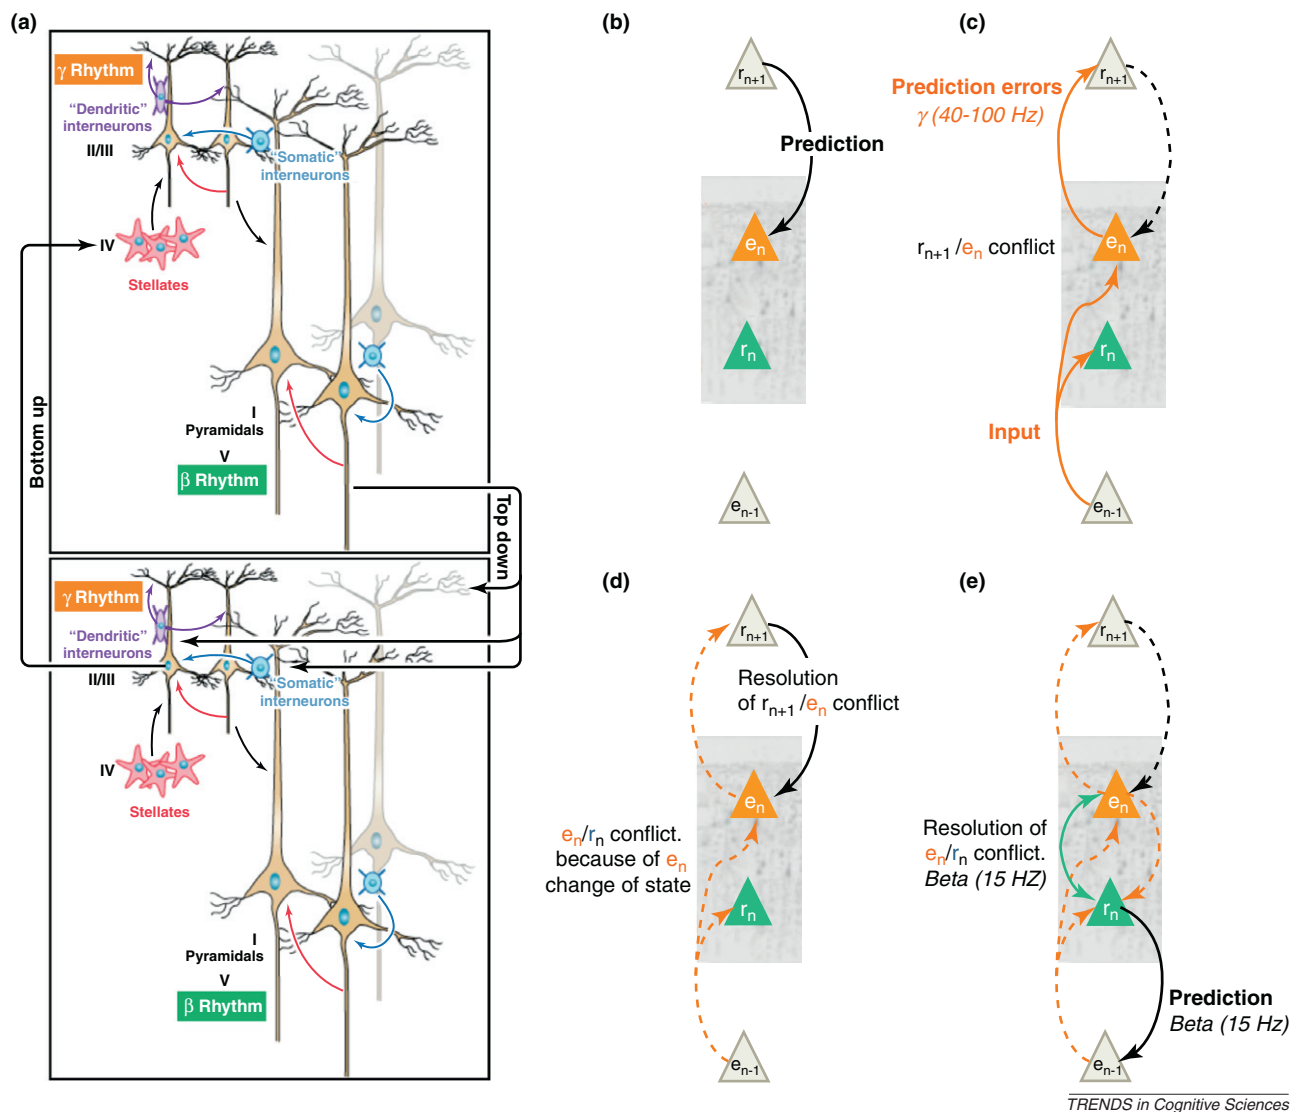 (a)
γ Rhythm
"Dendritic"
interneurons
II/III
"Somatic"
interneurons
IV
Stellates
I
Pyramidals
V
β Rhythm
Bottom up
Top down
γ Rhythm
"Dendritic"
interneurons
II/III
"Somatic"
interneurons
IV
Stellates
I
Pyramidals
V
β Rhythm
(b)
rn+1
Prediction
en
rn
en-1
(c)
rn+1
Prediction errors
γ (40-100 Hz)
en
rn+1/en conflict
rn
Input
en-1
(d)
rn+1
Resolution
of rn+1/en conflict
en
en/rn conflict.
because of en
change of state
rn
en-1
(e)
rn+1
en
Resolution of
en/rn conflict.
Beta (15 HZ)
rn
Prediction
Beta (15 Hz)
en-1
TRENDS in Cognitive Sciences